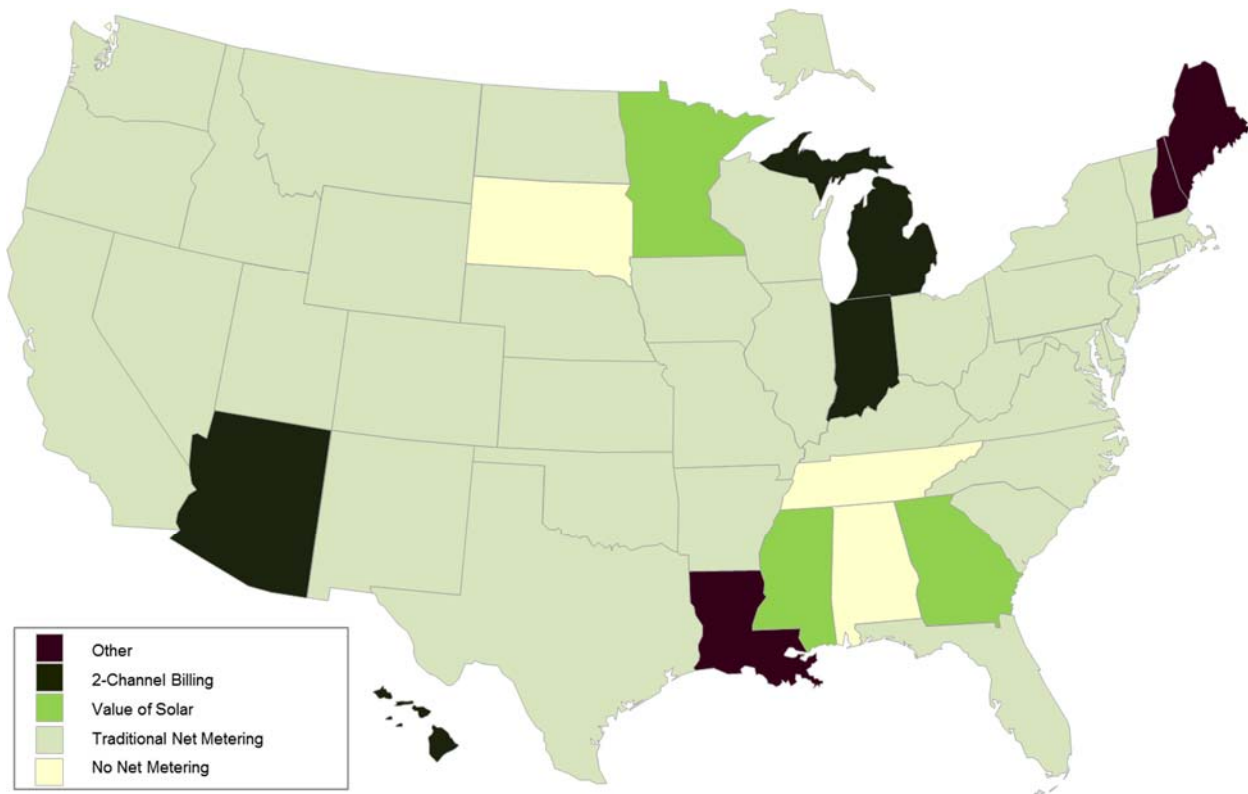 Other
2-Channel Billing
Value of Solar
Traditional Net Metering
No Net Metering